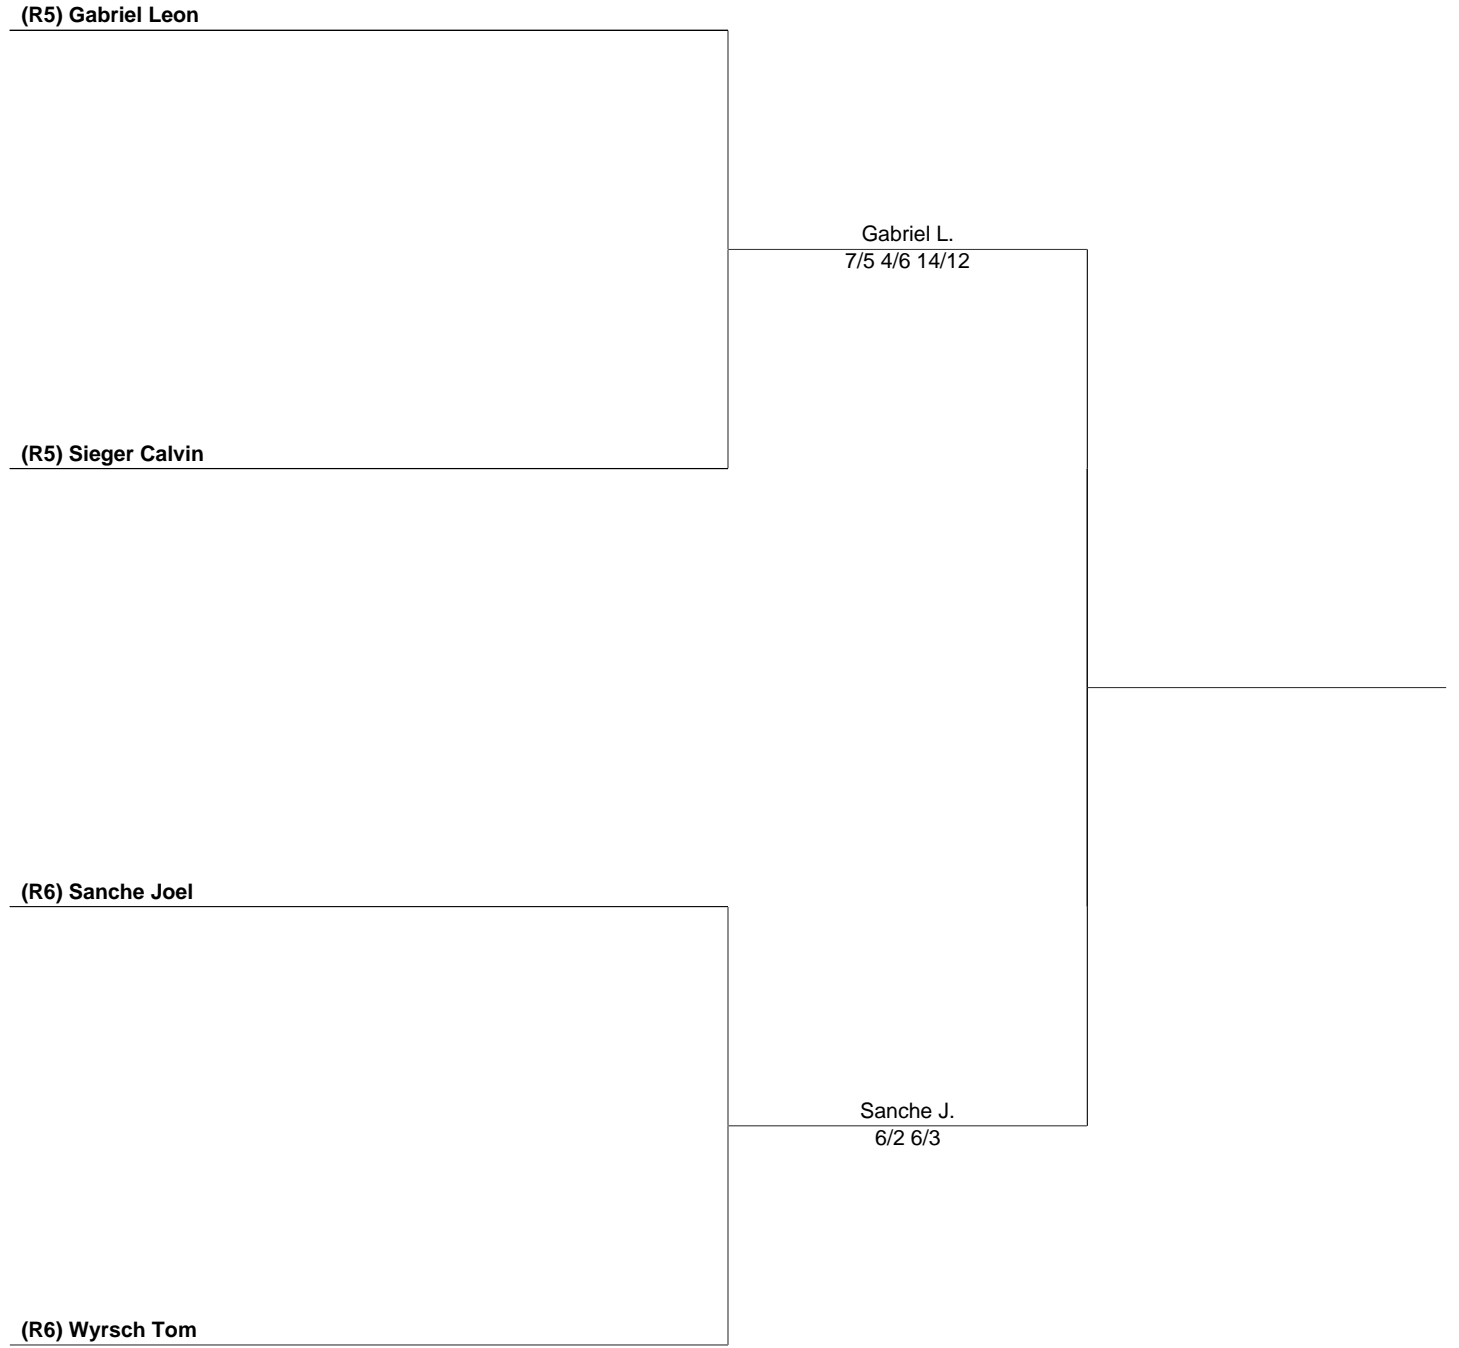 (R5) Gabriel Leon
Gabriel L.
7/5 4/6 14/12
(R5) Sieger Calvin
(R6) Sanche Joel
Sanche J.
6/2 6/3
(R6) Wyrsch Tom